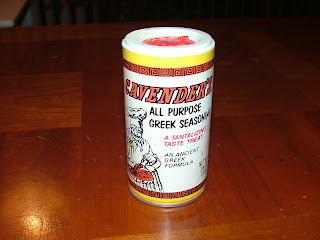 CAVENDER'S
ALL PURPOSE
GREEK SEASONING
A TANTALIZING
TASTE TREAT
AN ANCIENT
GREEK
FORMULA